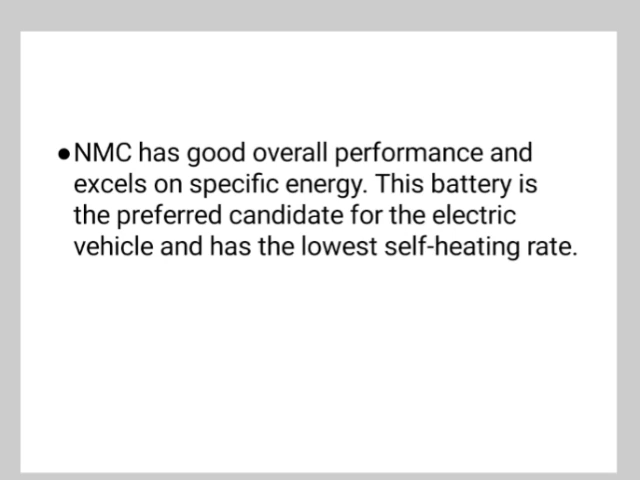 ●NMC has good overall performance and
excels on specific energy. This battery is
the preferred candidate for the electric
vehicle and has the lowest self-heating rate.